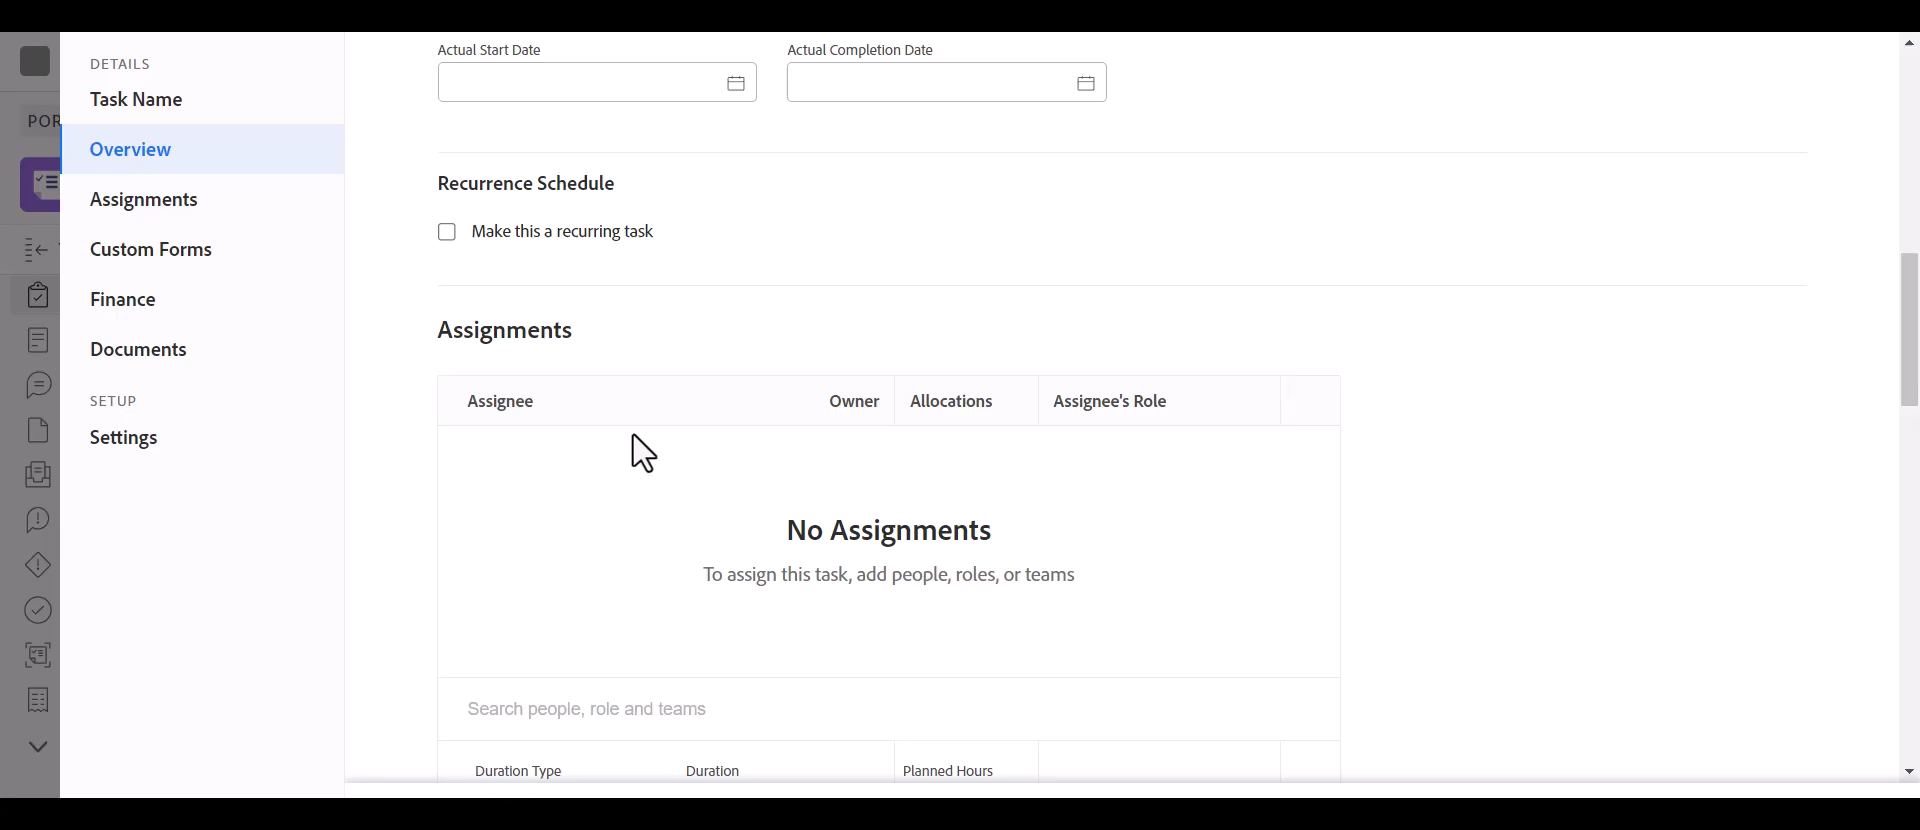 DETAILS
Task Name
Overview
Assignments
Custom Forms
Finance
Documents
SETUP
Settings
POR
Actual Start Date
Actual Completion Date
Recurrence Schedule
Make this a recurring task
Assignments
Assignee Owner Allocations Assignee's Role
No Assignments
To assign this task, add people, roles, or teams
Search people, role and teams
Duration Type Duration Planned Hours